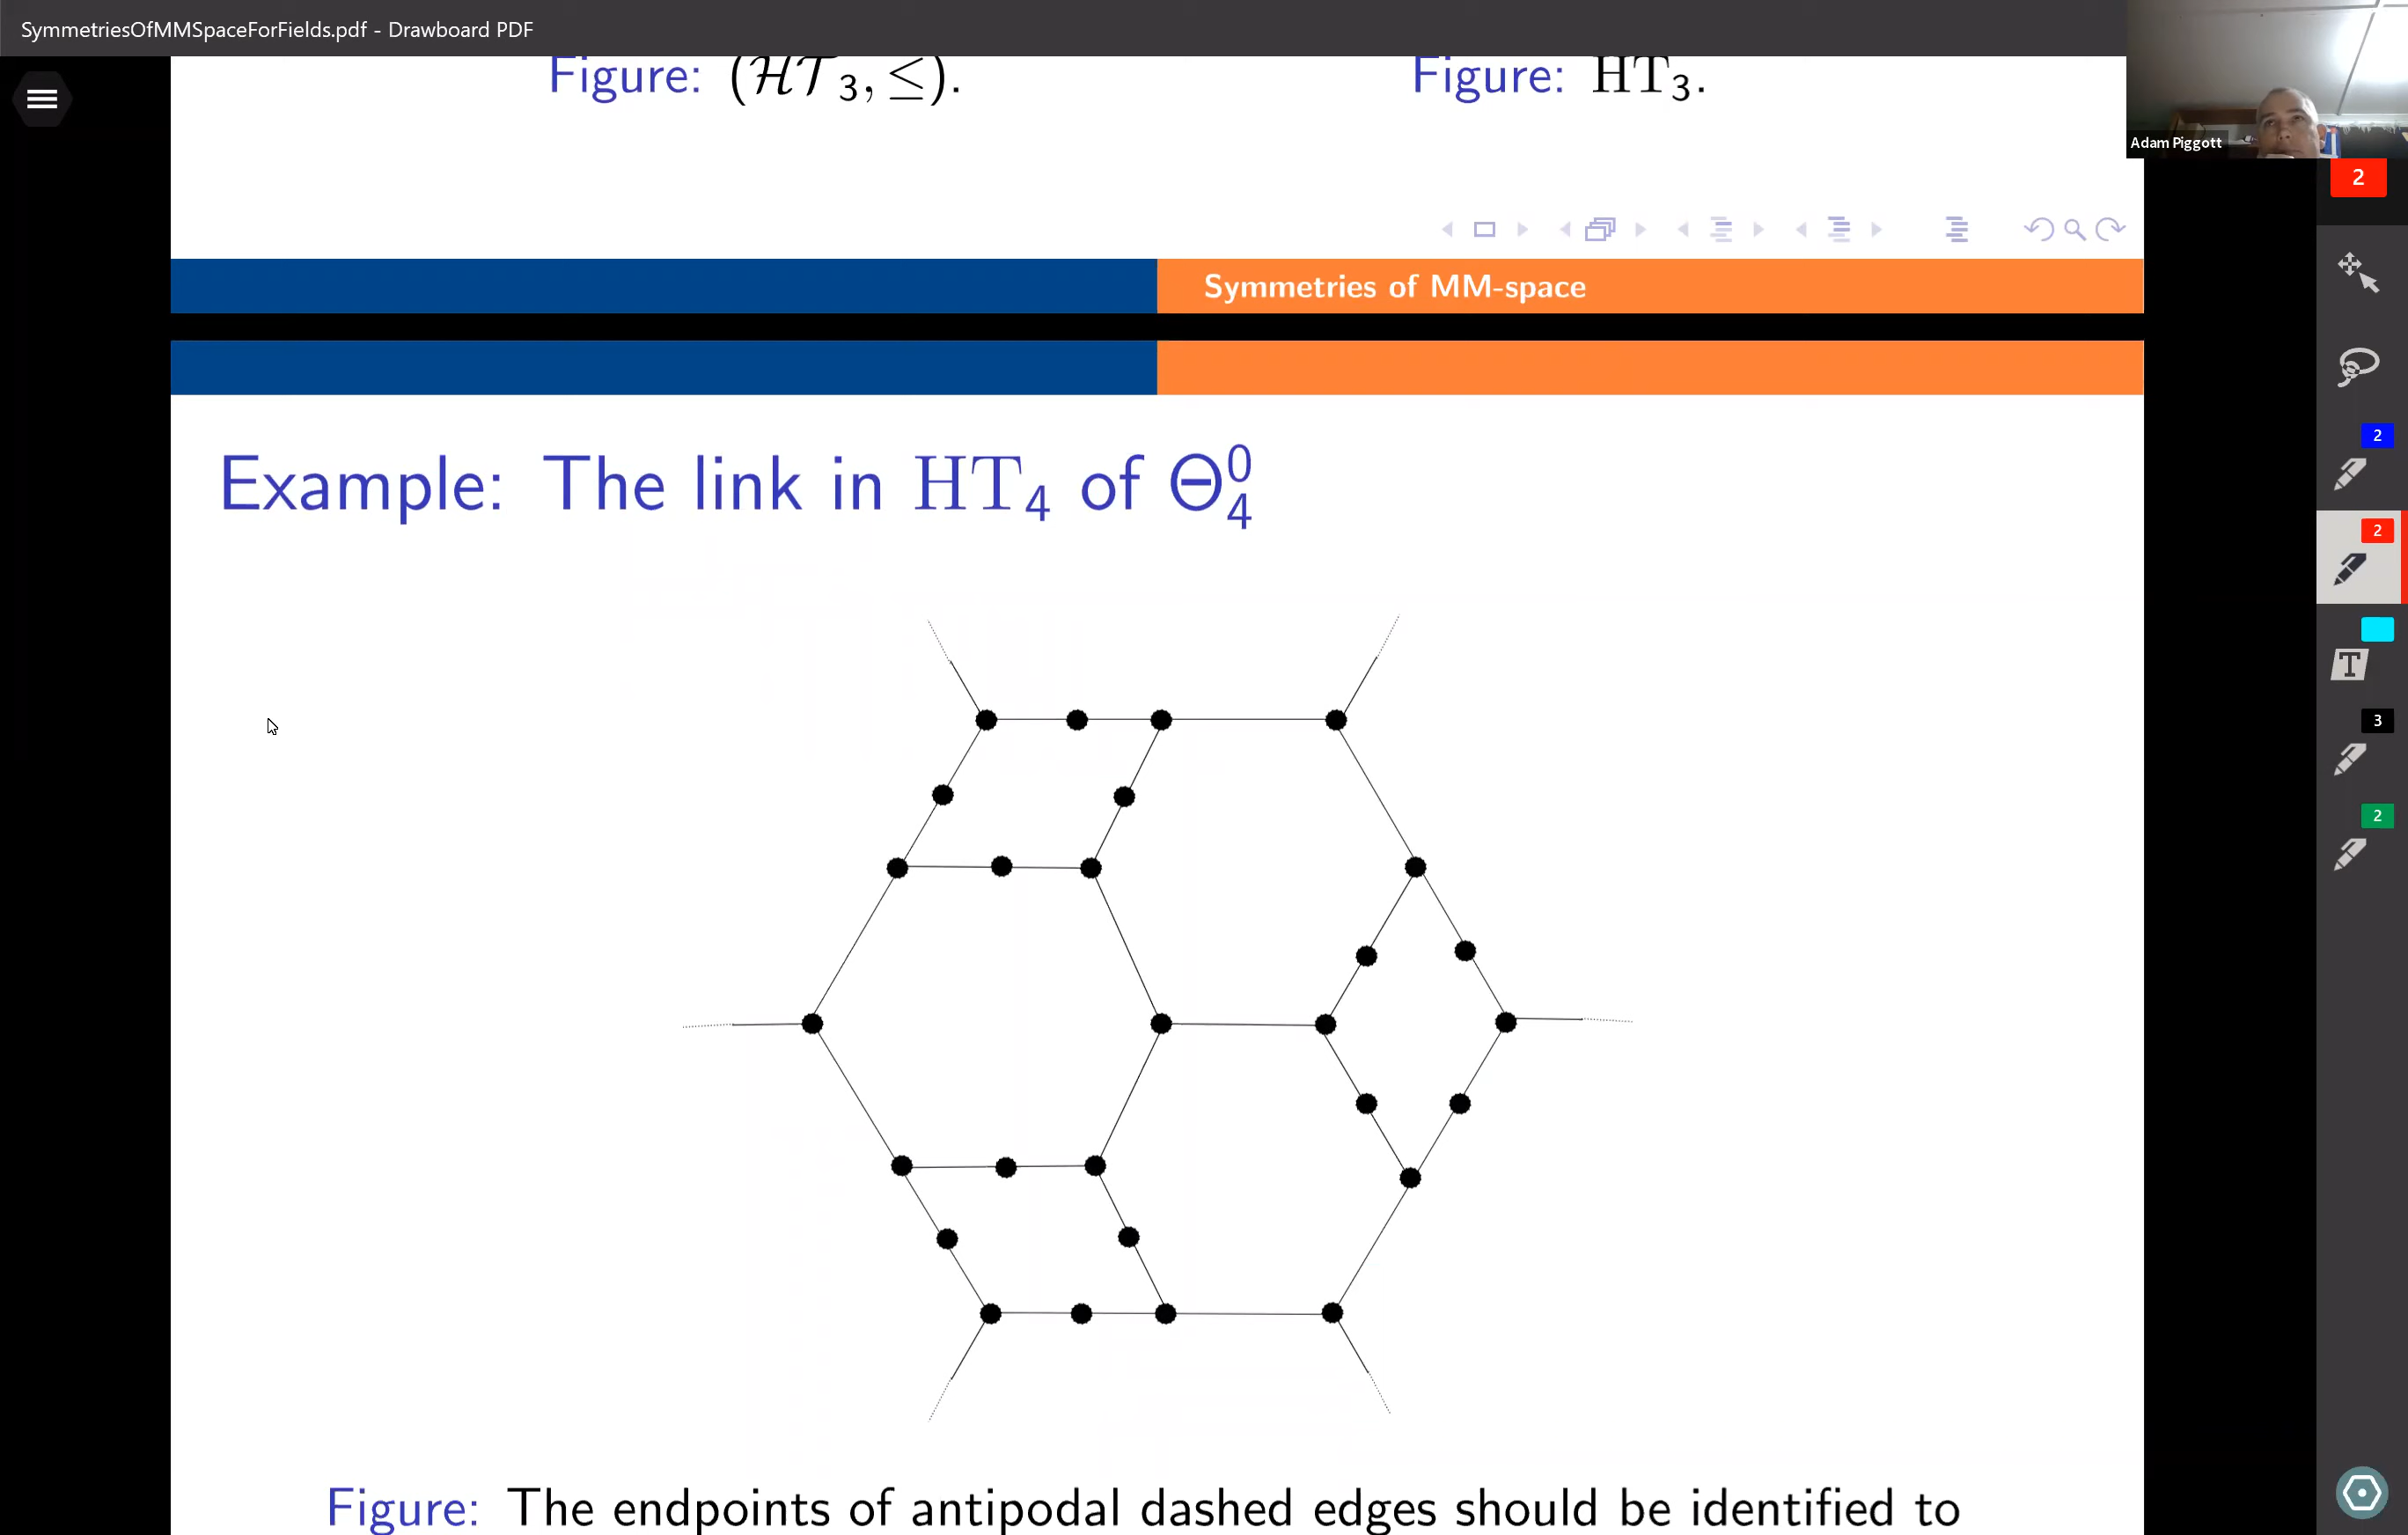 SymmetriesOfMMSpaceForFields.pdf - Drawboard PDF
Figure: (𝓗𝓣₃, ≤).
Figure: HT₃.
Adam Piggott
2
Symmetries of MM-space
Example: The link in HT₄ of Θ⁰₄
2
2
T
3
2
Figure: The endpoints of antipodal dashed edges should be identified to